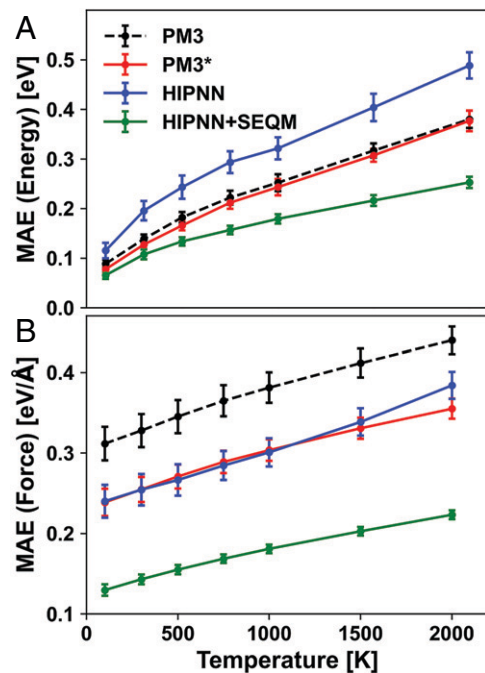 A
PM3
PM3*
HIPNN
HIPNN+SEQM
MAE (Energy) [eV]
0.5
0.4
0.3
0.2
0.1
0.0
B
MAE (Force) [eV/Å]
0.4
0.3
0.2
0.1
0 500 1000 1500 2000
Temperature [K]